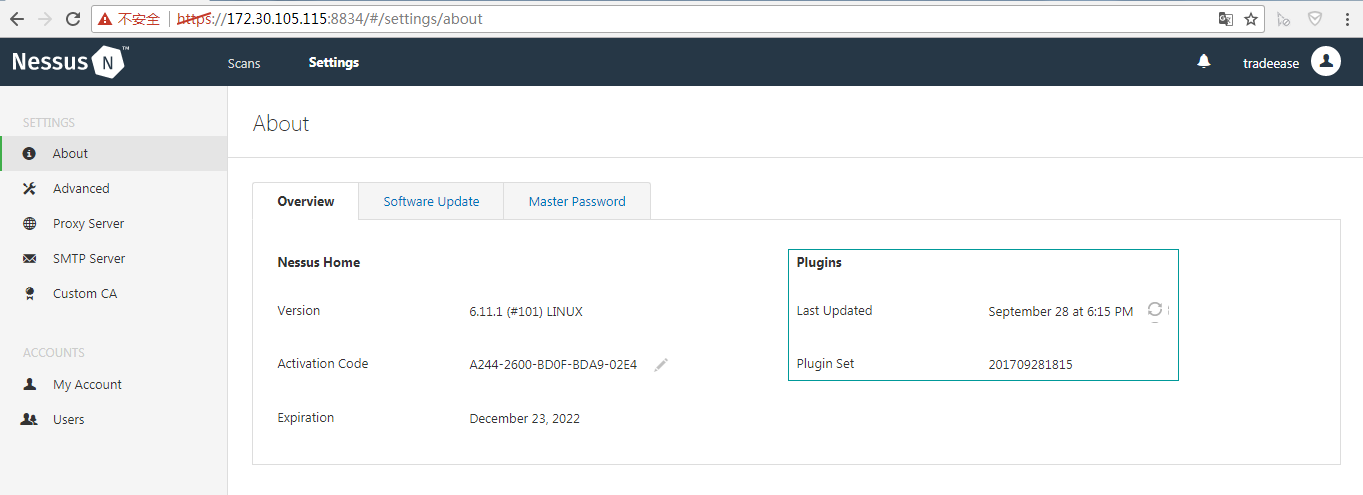 不安全 https://172.30.105.115:8834/#/settings/about
Nessus N ™ Scans Settings tradeease
SETTINGS
About
Advanced
Proxy Server
SMTP Server
Custom CA
ACCOUNTS
My Account
Users
About
Overview Software Update Master Password
Nessus Home
Version 6.11.1 (#101) LINUX
Activation Code A244-2600-BD0F-BDA9-02E4
Expiration December 23, 2022
Plugins
Last Updated September 28 at 6:15 PM
Plugin Set 201709281815